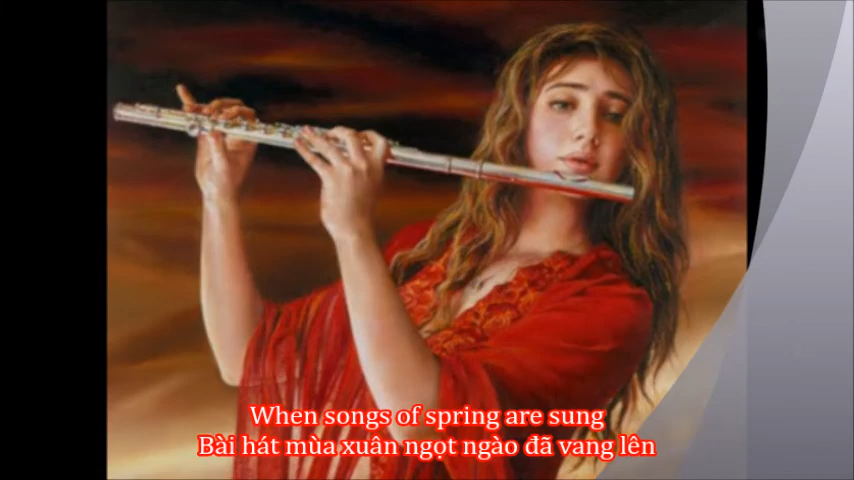 When songs of spring are sung
Bài hát mùa xuân ngọt ngào đã vang lên